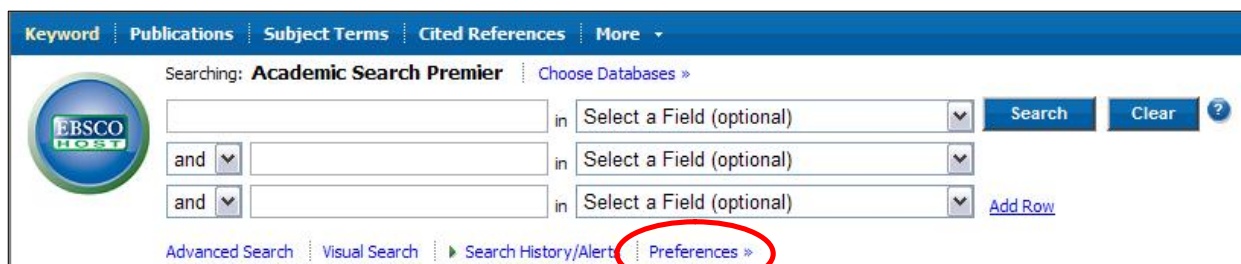 Keyword Publications Subject Terms Cited References More
Searching: Academic Search Premier Choose Databases »
EBSCO
HOST
in Select a Field (optional) Search Clear ?
and in Select a Field (optional)
and in Select a Field (optional) Add Row
Advanced Search Visual Search Search History/Alerts Preferences »